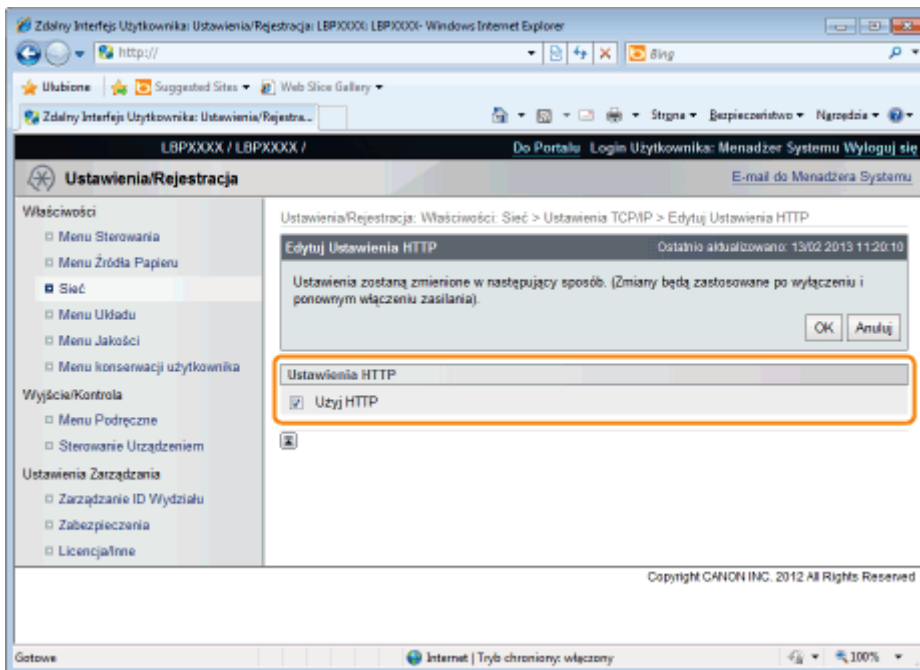 Zdalny Interfejs Użytkownika: Ustawienia/Rejestracja: LBPXXXX: LBPXXXX- Windows Internet Explorer
http://
Bing
Ulubione
Suggested Sites
Web Slice Gallery
Zdalny Interfejs Użytkownika: Ustawienia/Rejestra...
Strona
Bezpieczeństwo
Narzędzia
LBPXXXX / LBPXXXX /
Do Portalu Login Użytkownika: Menadżer Systemu Wyloguj się
Ustawienia/Rejestracja
E-mail do Menadżera Systemu
Właściwości
Menu Sterowania
Menu Źródła Papieru
Sieć
Menu Układu
Menu Jakości
Menu konserwacji użytkownika
Wyjście/Kontrola
Menu Podręczne
Sterowanie Urządzeniem
Ustawienia Zarządzania
Zarządzanie ID Wydziału
Zabezpieczenia
Licencja/Inne
Ustawienia/Rejestracja: Właściwości: Sieć > Ustawienia TCP/IP > Edytuj Ustawienia HTTP
Edytuj Ustawienia HTTP
Ostatnio aktualizowano: 13/02 2013 11:20:10
Ustawienia zostaną zmienione w następujący sposób. (Zmiany będą zastosowane po wyłączeniu i
ponownym włączeniu zasilania).
OK
Anuluj
Ustawienia HTTP
Użyj HTTP
Copyright CANON INC. 2012 All Rights Reserved
Gotowe
Internet | Tryb chroniony: włączony
100%